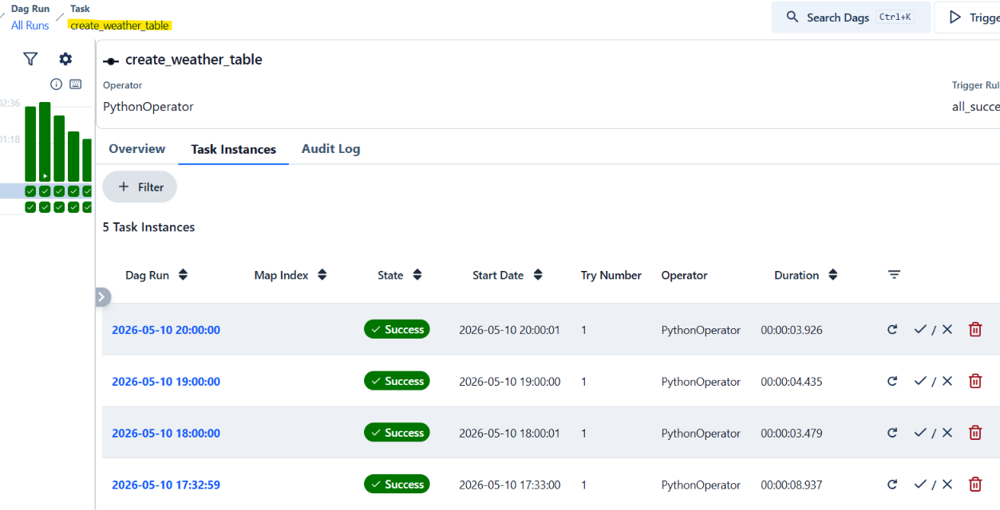 Dag Run
Task
All Runs
create_weather_table
Search Dags Ctrl+K
create_weather_table
Operator
PythonOperator
02:36
01:18
Overview Task Instances Audit Log
+ Filter
5 Task Instances
Dag Run Map Index State Start Date Try Number Operator Duration
2026-05-10 20:00:00 Success 2026-05-10 20:00:01 1 PythonOperator 00:00:03.926 /
2026-05-10 19:00:00 Success 2026-05-10 19:00:00 1 PythonOperator 00:00:04.435 /
2026-05-10 18:00:00 Success 2026-05-10 18:00:01 1 PythonOperator 00:00:03.479 /
2026-05-10 17:32:59 Success 2026-05-10 17:33:00 1 PythonOperator 00:00:08.937 /